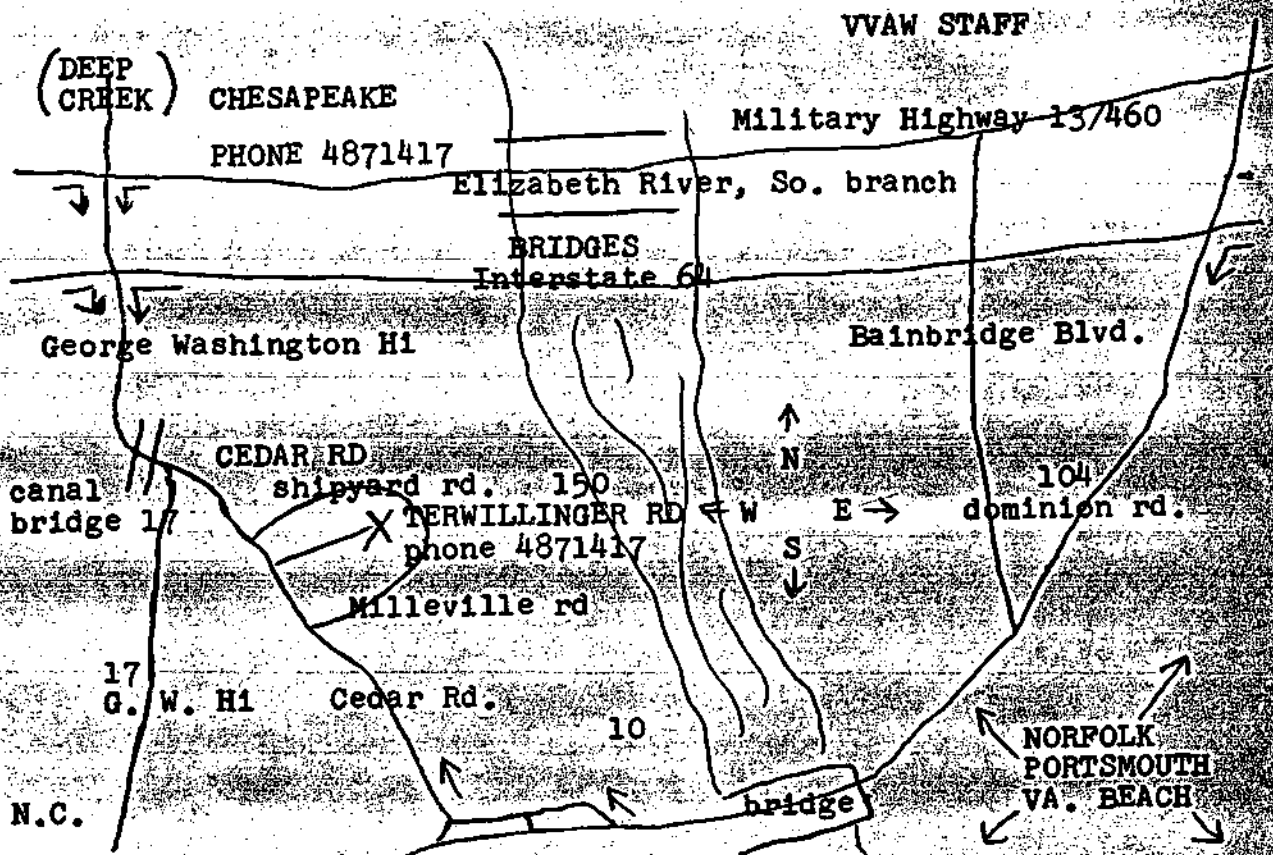 VVAW STAFF
(DEEP
CREEK) CHESAPEAKE
PHONE 4871417
Military Highway 13/460
Elizabeth River, So. branch
BRIDGES
Interstate 64
George Washington Hi
Bainbridge Blvd.
N
CEDAR RD
shipyard rd. 150
canal
bridge 17
TERWILLINGER RD
W
E
104
dominion rd.
phone 4871417
S
Milleville rd
17
G. W. Hi
Cedar Rd.
10
NORFOLK
PORTSMOUTH
VA. BEACH
bridge
N.C.